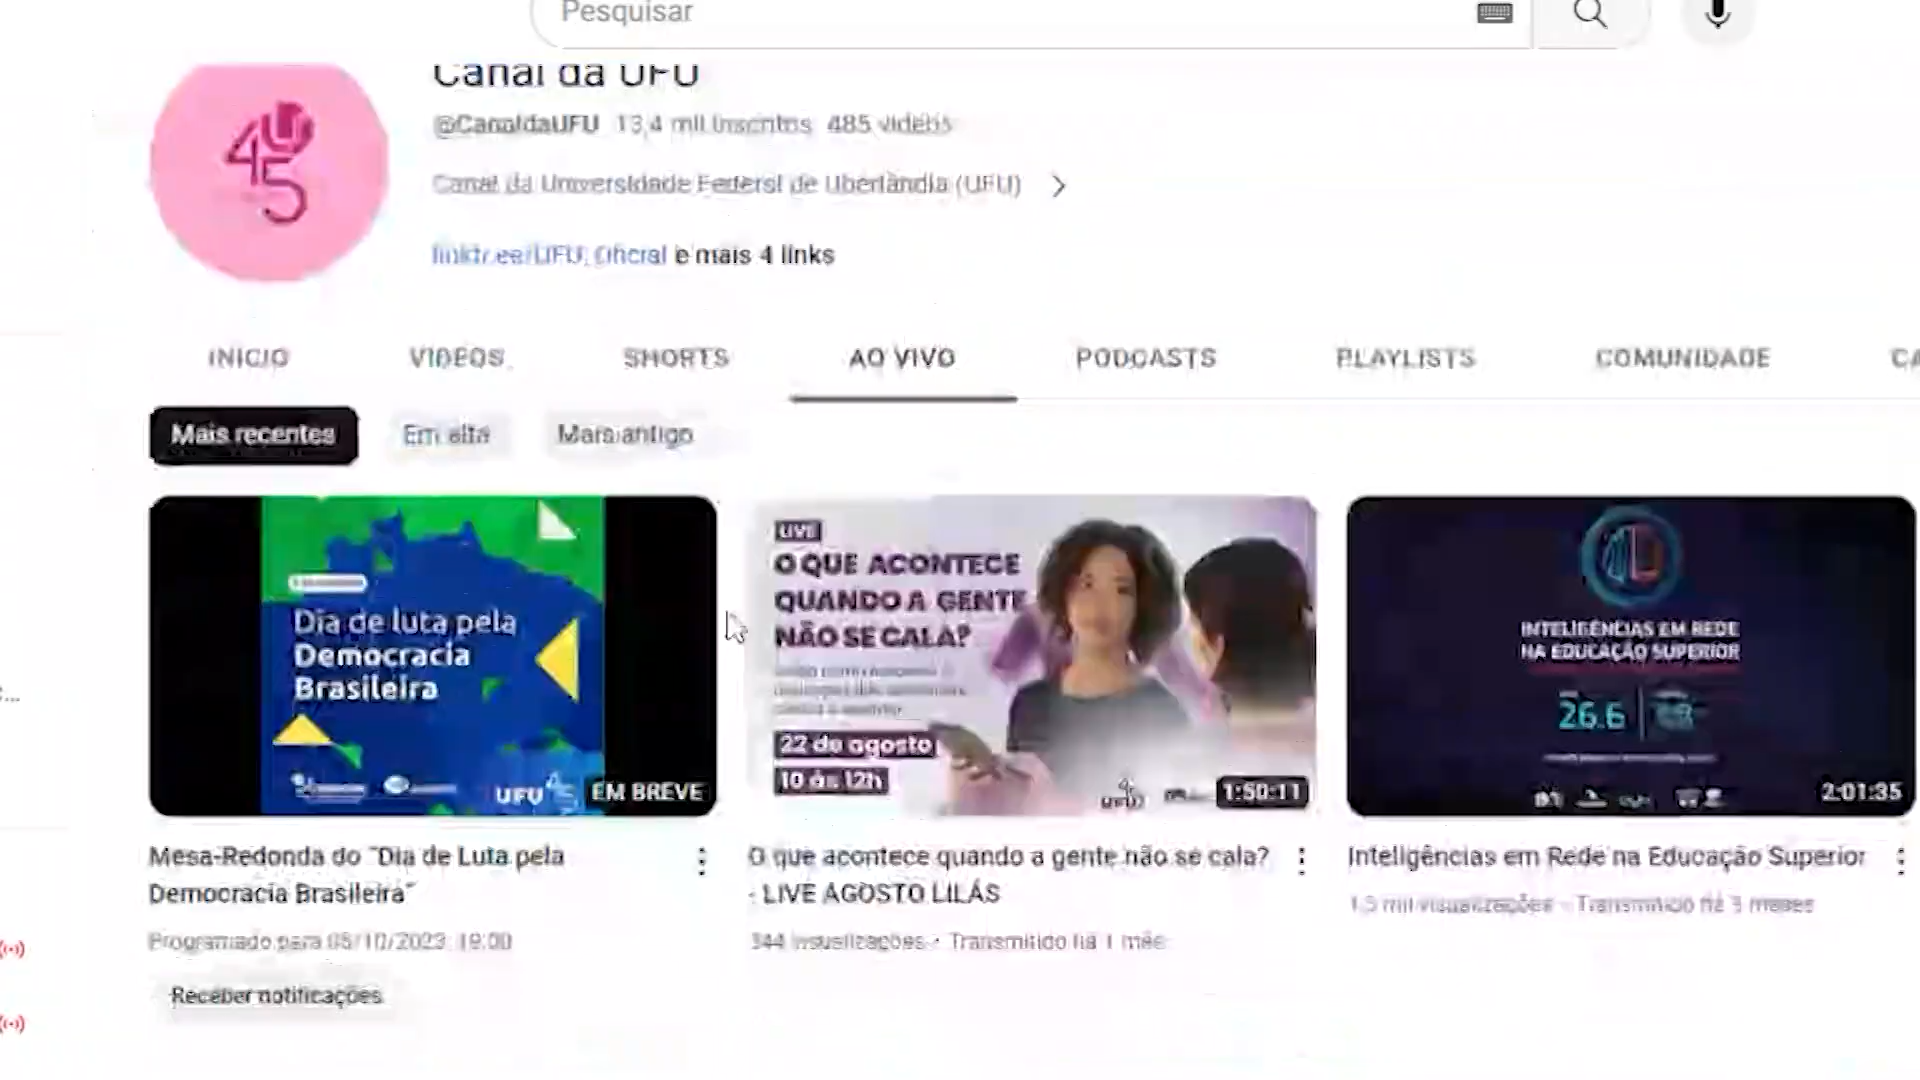 Pesquisar
Canal da UFU
@CanaldaUFU 13,4 mil inscritos 485 vídeos
Canal da Universidade Federal de Uberlândia (UFU)
linktr.ee/UFU_Oficial e mais 4 links
INÍCIO VÍDEOS SHORTS AO VIVO PODCASTS PLAYLISTS COMUNIDADE CA
Mais recentes Em alta Mais antigo
Dia de luta pela
Democracia
Brasileira
UFU 45 EM BREVE
LIVE
O QUE ACONTECE
QUANDO A GENTE
NÃO SE CALA?
22 de agosto
10 às 12h
UFU 1:50:11
INTELIGÊNCIAS EM REDE
NA EDUCAÇÃO SUPERIOR
26.6
2:01:35
Mesa-Redonda do "Dia de Luta pela
Democracia Brasileira"
Programado para 05/10/2023, 19:00
Receber notificações
O que acontece quando a gente não se cala?
- LIVE AGOSTO LILÁS
344 visualizações • Transmitido há 1 mês
Inteligências em Rede na Educação Superior
1,5 mil visualizações • Transmitido há 3 meses